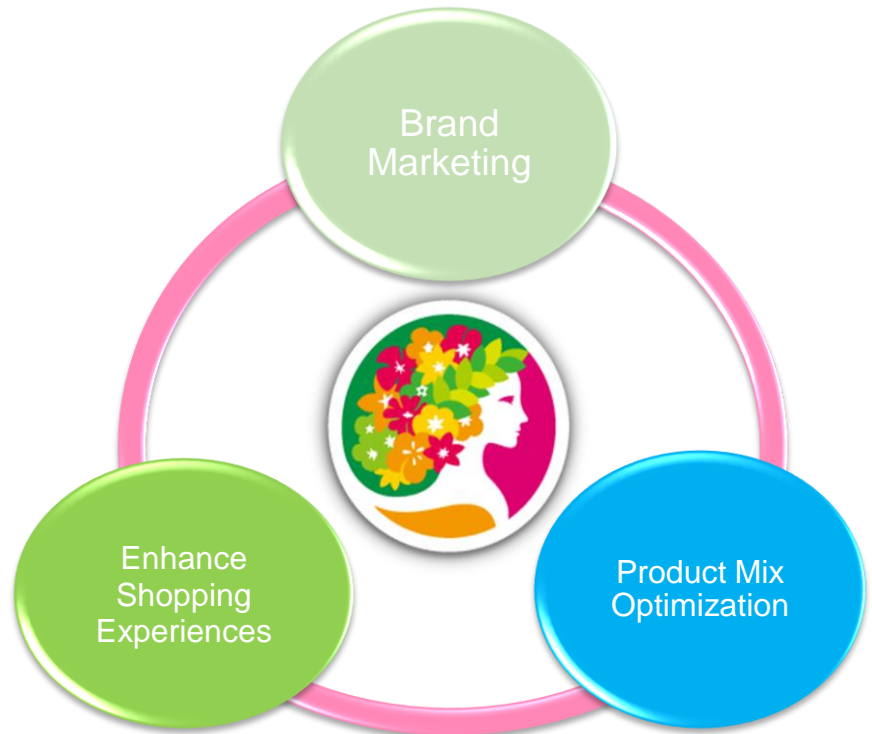 Brand
Marketing
Enhance
Shopping
Experiences
Product Mix
Optimization